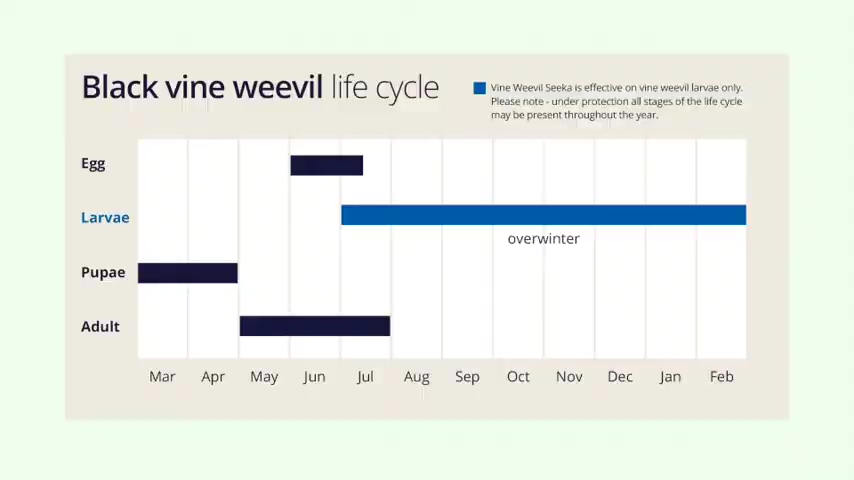 Black vine weevil life cycle
Vine Weevil Seeka is effective on vine weevil larvae only.
Please note - under protection all stages of the life cycle
may be present throughout the year.
Egg
Larvae
overwinter
Pupae
Adult
Mar Apr May Jun Jul Aug Sep Oct Nov Dec Jan Feb